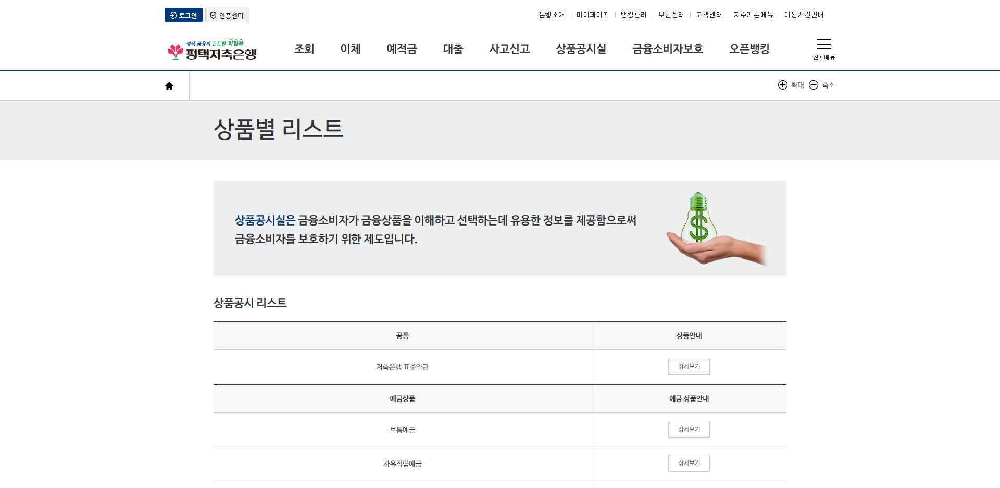 로그인
인증센터
은행소개
마이페이지
뱅킹관리
보안센터
고객센터
자주가는메뉴
이용시간안내
평택 금융의 든든한 버팀목
평택저축은행
조회
이체
예적금
대출
사고신고
상품공시실
금융소비자보호
오픈뱅킹
전체메뉴
확대
축소
상품별 리스트
상품공시실은 금융소비자가 금융상품을 이해하고 선택하는데 유용한 정보를 제공함으로써
금융소비자를 보호하기 위한 제도입니다.
상품공시 리스트
공통
상품안내
저축은행 표준약관
상세보기
예금상품
예금 상품안내
보통예금
상세보기
자유적립예금
상세보기